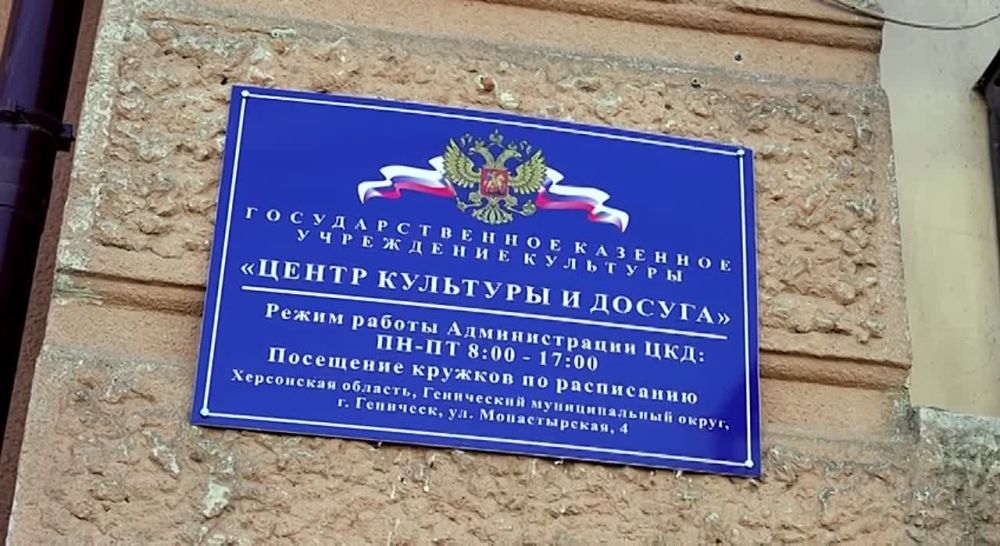 ГОСУДАРСТВЕННОЕ КАЗЕННОЕ
УЧРЕЖДЕНИЕ КУЛЬТУРЫ
«ЦЕНТР КУЛЬТУРЫ И ДОСУГА»
Режим работы Администрации ЦКД:
ПН-ПТ 8:00 - 17:00
Посещение кружков по расписанию
Херсонская область, Генический муниципальный округ,
г. Геническ, ул. Монастырская, 4